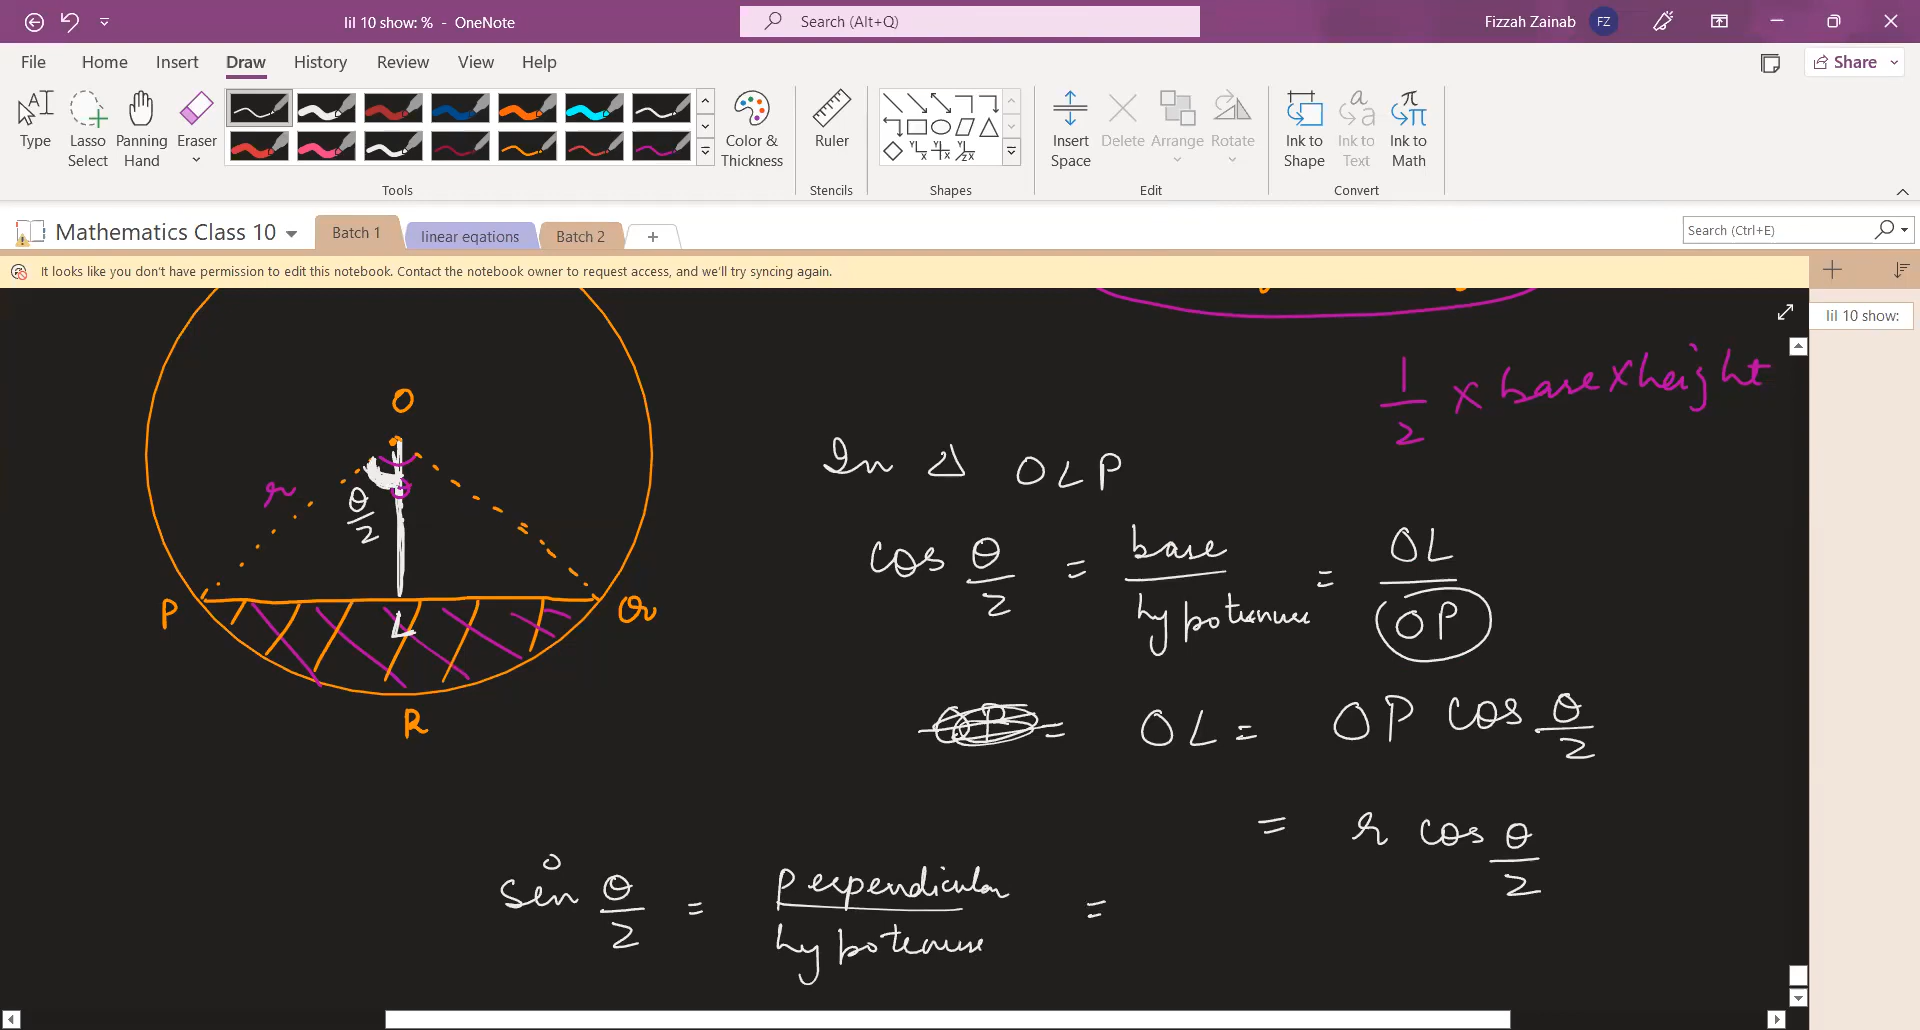 lil 10 show: % - OneNote
Search (Alt+Q)
Fizzah Zainab
FZ
File Home Insert Draw History Review View Help
Share
Type
Lasso Select
Panning Hand
Eraser
Color & Thickness
Ruler
Insert Space
Delete
Arrange
Rotate
Ink to Shape
Ink to Text
Ink to Math
Tools
Stencils
Shapes
Edit
Convert
Mathematics Class 10
Batch 1
linear eqations
Batch 2
Search (Ctrl+E)
It looks like you don't have permission to edit this notebook. Contact the notebook owner to request access, and we'll try syncing again.
lil 10 show:
1/2 × base × height
O
r
θ
θ/2
P
L
Q
R
In Δ OLP
cos θ/2 = base/hypotenuse = OL/OP
= OL = OP cos θ/2
= r cos θ/2
sin θ/2 = perpendicular/hypotenuse =